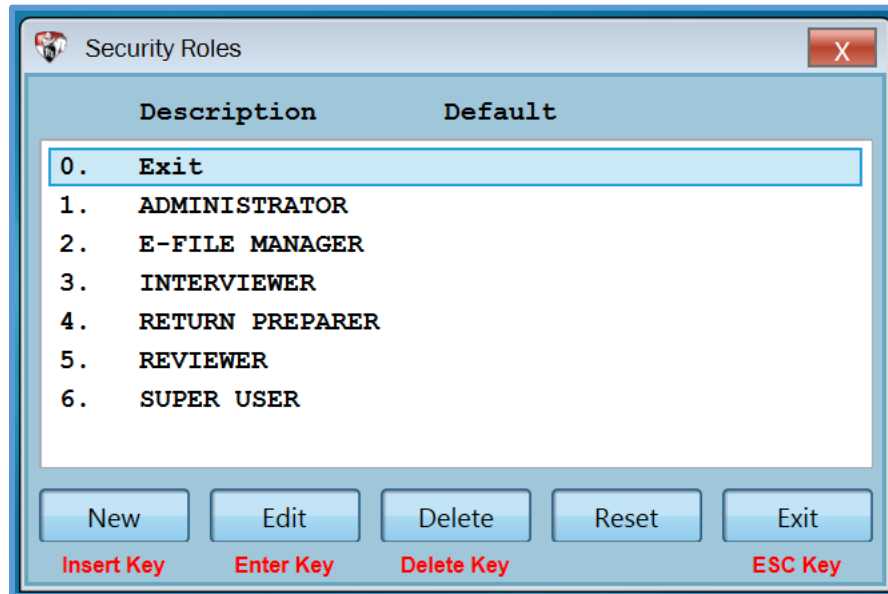 Security Roles X
Description Default
0. Exit
1. ADMINISTRATOR
2. E-FILE MANAGER
3. INTERVIEWER
4. RETURN PREPARER
5. REVIEWER
6. SUPER USER
New Edit Delete Reset Exit
Insert Key Enter Key Delete Key ESC Key